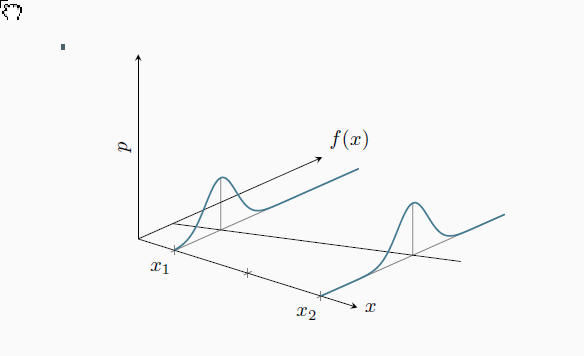 f(x)
p
x₁
x₂
x